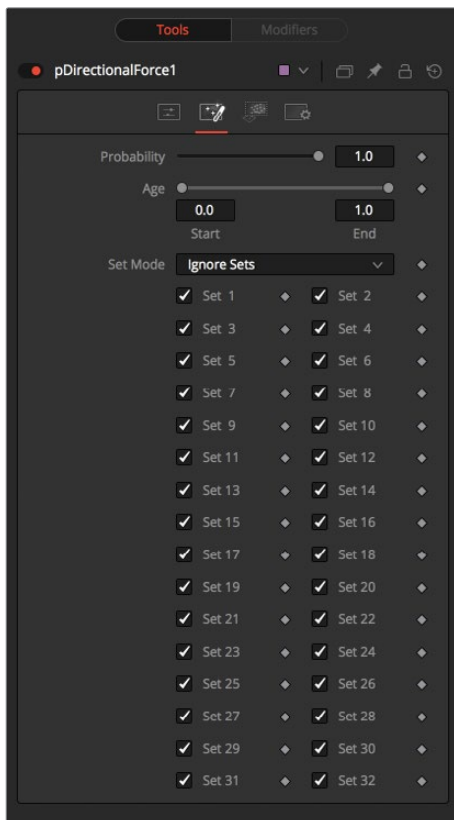 Tools Modifiers
pDirectionalForce1
Probability 1.0
Age
0.0 1.0
Start End
Set Mode Ignore Sets
Set 1 Set 2
Set 3 Set 4
Set 5 Set 6
Set 7 Set 8
Set 9 Set 10
Set 11 Set 12
Set 13 Set 14
Set 15 Set 16
Set 17 Set 18
Set 19 Set 20
Set 21 Set 22
Set 23 Set 24
Set 25 Set 26
Set 27 Set 28
Set 29 Set 30
Set 31 Set 32